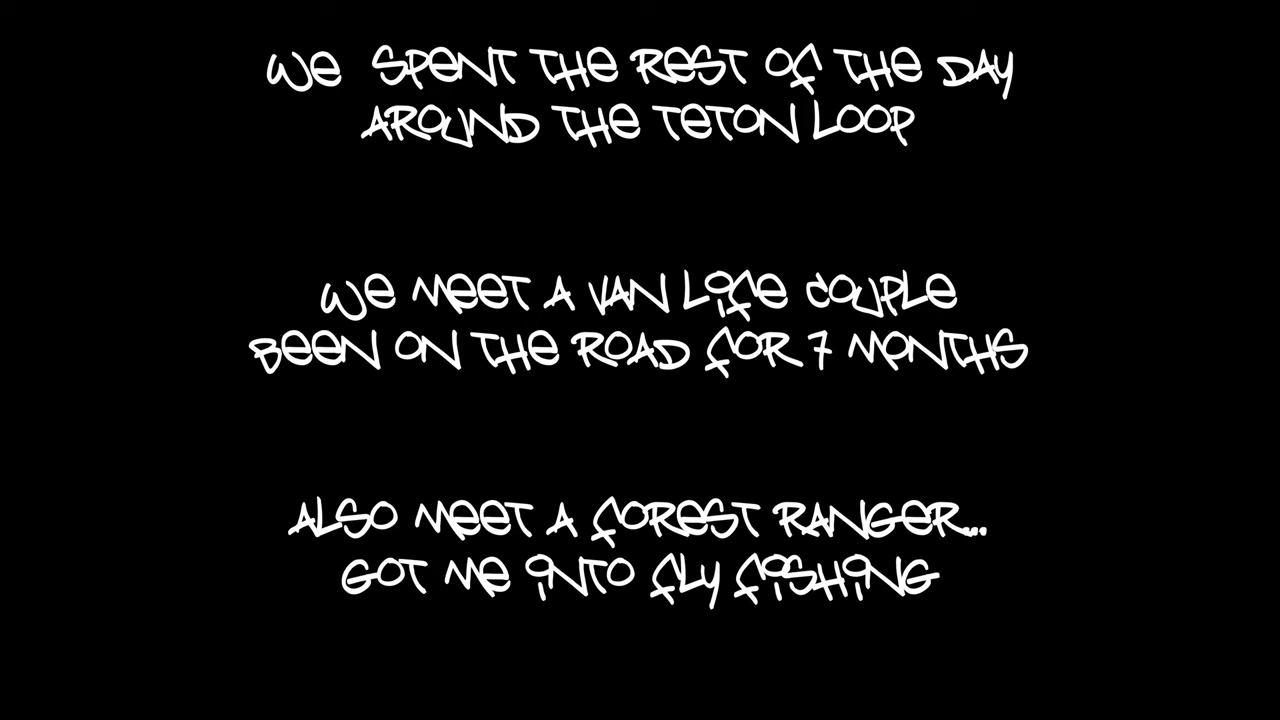 We spent the rest of the day
around the Teton Loop
We meet a van life couple
been on the road for 7 months
Also meet a forest ranger...
got me into fly fishing